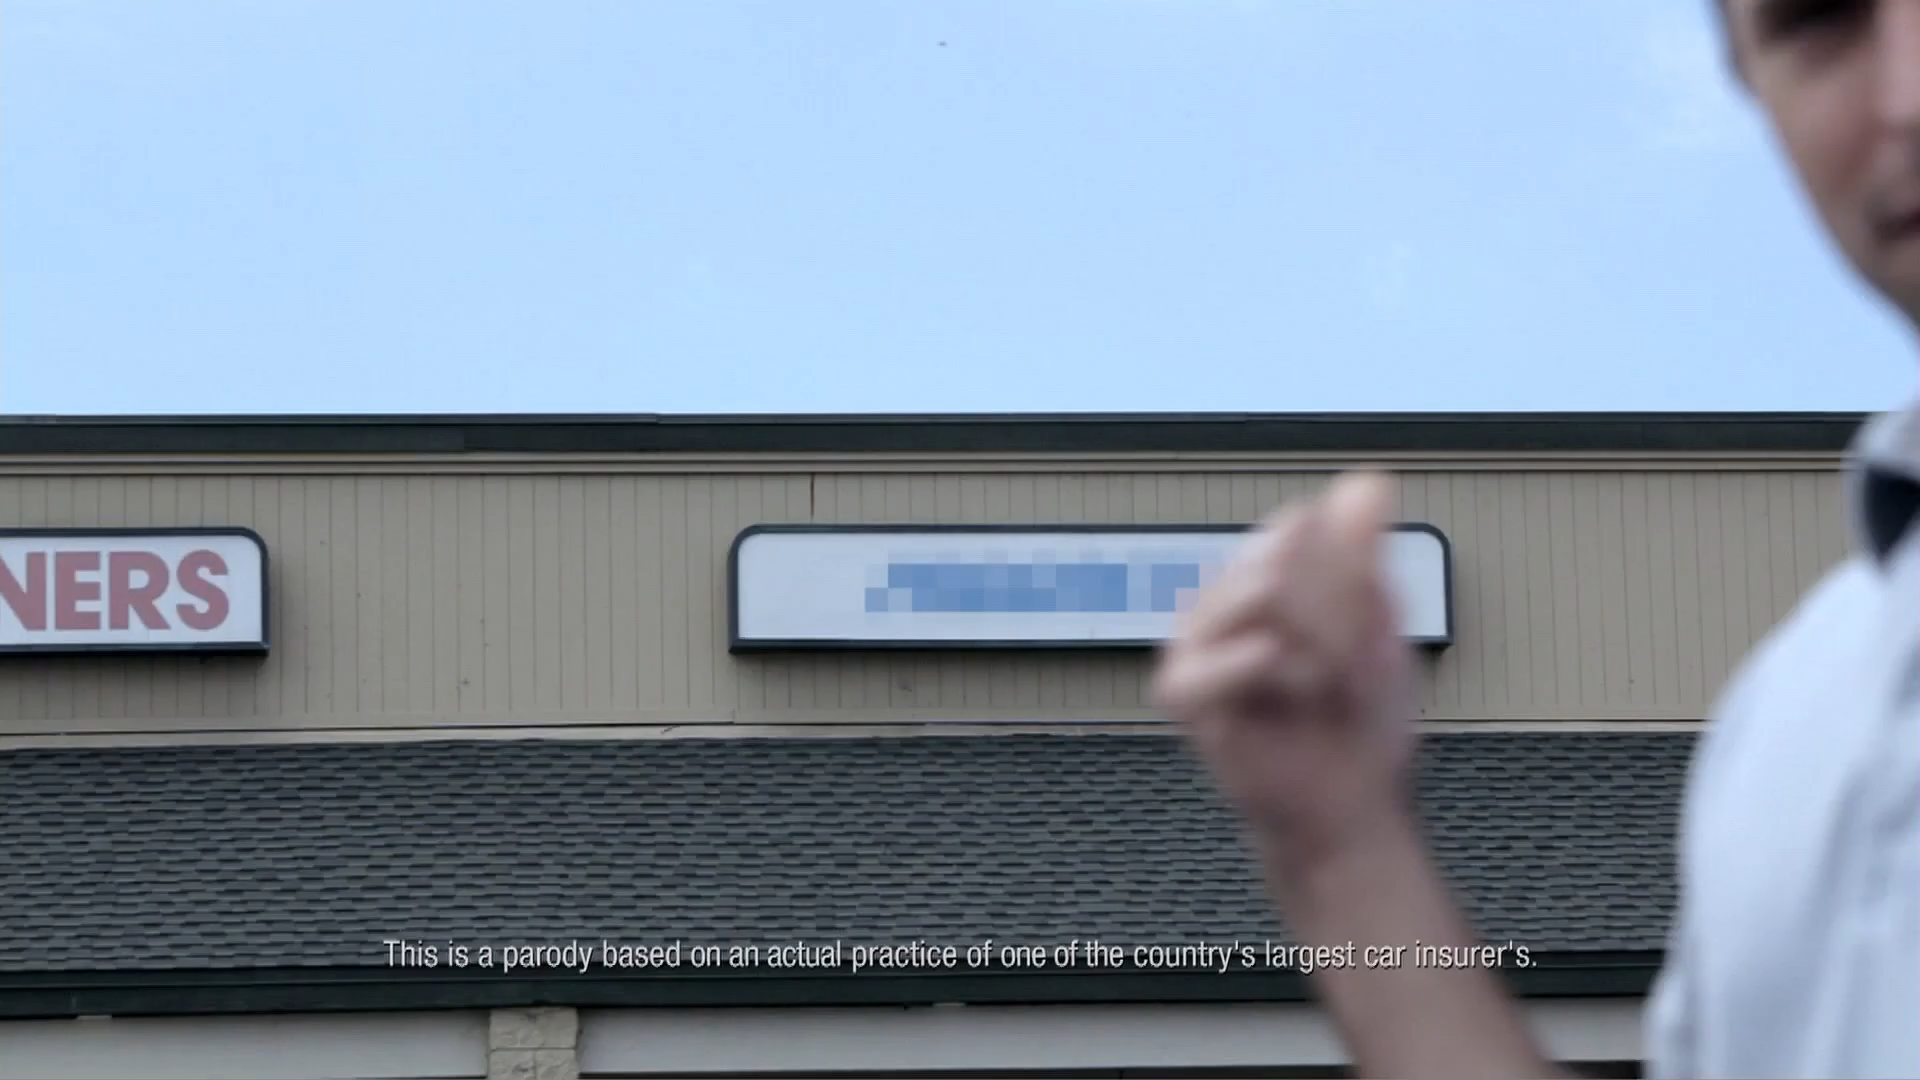 NERS
This is a parody based on an actual practice of one of the country's largest car insurer's.